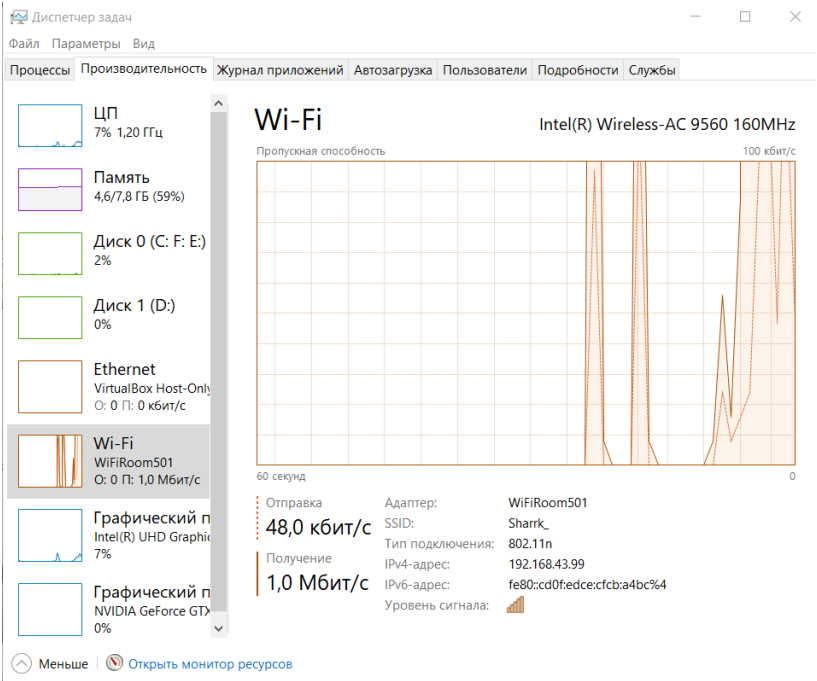 Диспетчер задач
Файл Параметры Вид
Процессы Производительность Журнал приложений Автозагрузка Пользователи Подробности Службы
ЦП
7% 1,20 ГГц
Память
4,6/7,8 ГБ (59%)
Диск 0 (C: F: E:)
2%
Диск 1 (D:)
0%
Ethernet
VirtualBox Host-Only
О: 0 П: 0 кбит/с
Wi-Fi
WiFiRoom501
О: 0 П: 1,0 Мбит/с
Графический п
Intel(R) UHD Graphic
7%
Графический п
NVIDIA GeForce GTX
0%
Wi-Fi
Intel(R) Wireless-AC 9560 160MHz
Пропускная способность
100 кбит/с
60 секунд
0
Отправка
48,0 кбит/с
Получение
1,0 Мбит/с
Адаптер: WiFiRoom501
SSID: Sharrk_
Тип подключения: 802.11n
IPv4-адрес: 192.168.43.99
IPv6-адрес: fe80::cd0f:edce:cfcb:a4bc%4
Уровень сигнала:
Меньше
Открыть монитор ресурсов